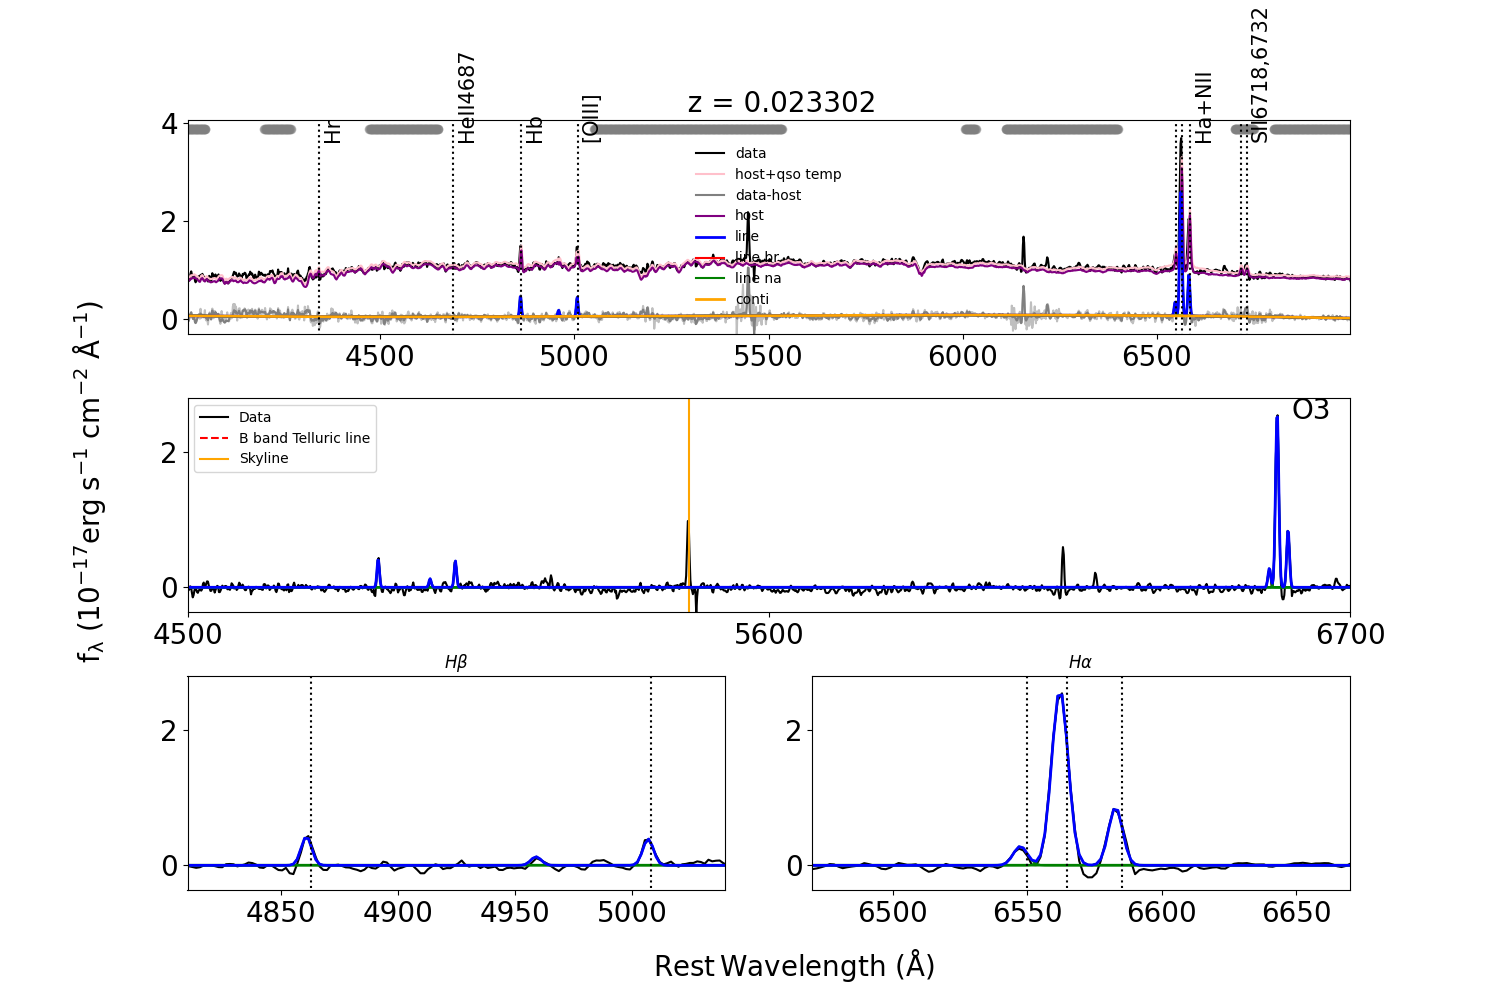 z = 0.023302
Hr
HeII4687
Hb
[OIII]
Ha+NII
SII6718,6732
4
2
0
data
host+qso temp
data-host
host
line
line br
line na
conti
4500 5000 5500 6000 6500
fλ (10⁻¹⁷erg s⁻¹ cm⁻² Å⁻¹)
Data
B band Telluric line
Skyline
O3
2
0
4500 5600 6700
Hβ
2
0
4850 4900 4950 5000
Hα
2
0
6500 6550 6600 6650
Rest Wavelength (Å)